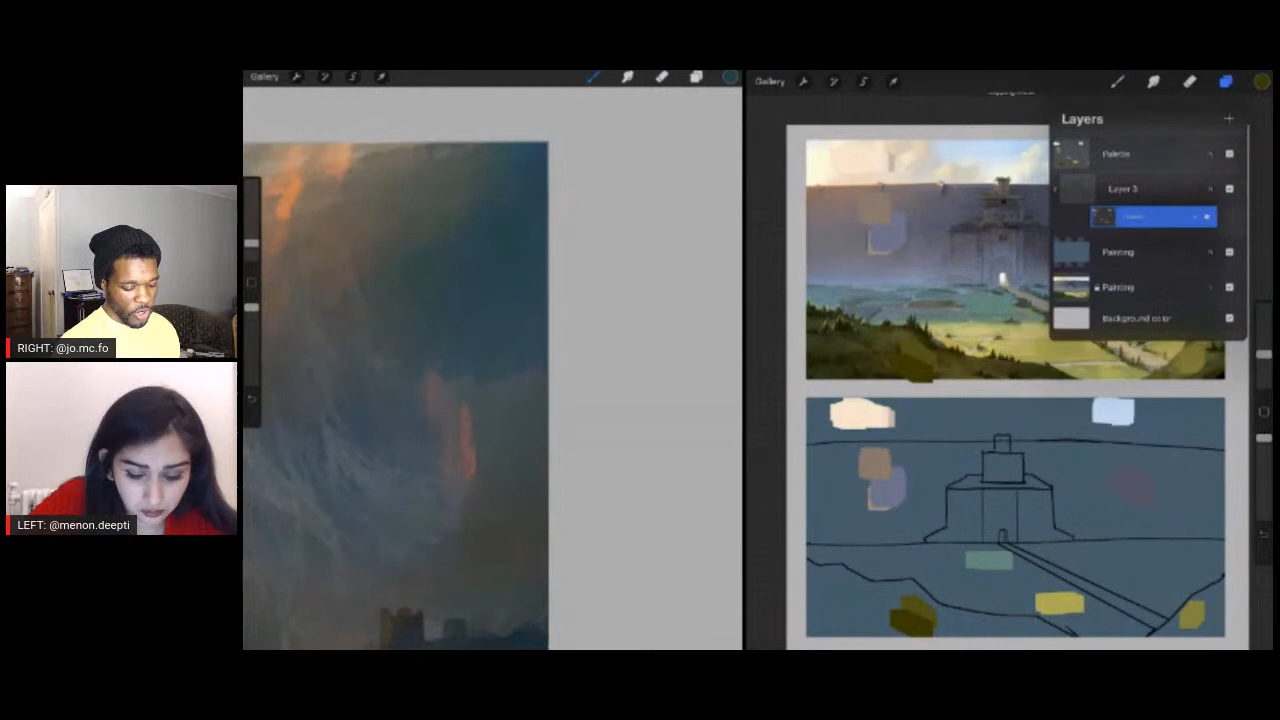 Gallery
Gallery
Layers
Palette
Layer 3
Painting
Painting
Background color
RIGHT: @jo.mc.fo
LEFT: @menon.deepti